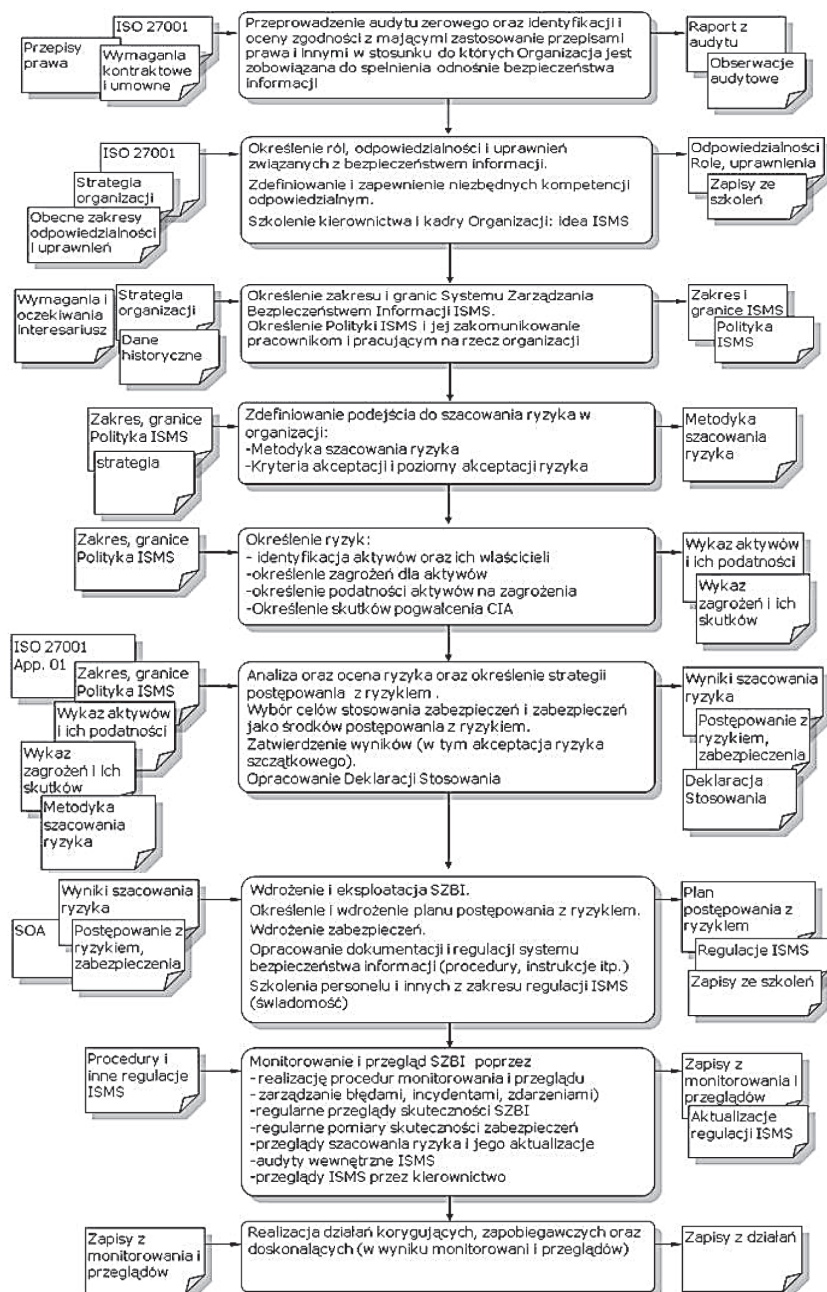 ISO 27001
Przepisy
prawa
Wymagania
kontraktowe
i umowne
Przeprowadzenie audytu zerowego oraz identyfikacji i
oceny zgodności z mającymi zastosowanie przepisami
prawa i innymi w stosunku do których Organizacja jest
zobowiązana do spełnienia odnośnie bezpieczeństwa
informacji
Raport z
audytu
Obserwacje
audytowe
ISO 27001
Strategia
organizacji
Obecne zakresy
odpowiedzialności
i uprawnień
Określenie ról, odpowiedzialności i uprawnień
związanych z bezpieczeństwem informacji.
Zdefiniowanie i zapewnienie niezbędnych kompetencji
odpowiedzialnym.
Szkolenie kierownictwa i kadry Organizacji: idea ISMS
Odpowiedzialności
Role, uprawnienia
Zapisy ze
szkoleń
Wymagania i
oczekiwania
Interesariusz
Strategia
organizacji
Dane
historyczne
Określenie zakresu i granic Systemu Zarządzania
Bezpieczeństwem Informacji ISMS.
Określenie Polityki ISMS i jej zakomunikowanie
pracownikom i pracującym na rzecz organizacji
Zakres i
granice ISMS
Polityka
ISMS
Zakres, granice
Polityka ISMS
strategia
Zdefiniowanie podejścia do szacowania ryzyka w
organizacji:
-Metodyka szacowania ryzyka
-Kryteria akceptacji i poziomy akceptacji ryzyka
Metodyka
szacowania
ryzyka
Zakres, granice
Polityka ISMS
Określenie ryzyk:
- identyfikacja aktywów oraz ich właścicieli
-określenie zagrożeń dla aktywów
-określenie podatności aktywów na zagrożenia
-Określenie skutków pogwałcenia CIA
Wykaz aktywów
i ich podatności
Wykaz
zagrożeń i ich
skutków
ISO 27001
App. 01
Zakres, granice
Polityka ISMS
Wykaz aktywów
i ich podatności
Wykaz
zagrożeń i ich
skutków
Metodyka
szacowania
ryzyka
Analiza oraz ocena ryzyka oraz określenie strategii
postępowania z ryzykiem .
Wybór celów stosowania zabezpieczeń i zabezpieczeń
jako środków postępowania z ryzykiem.
Zatwierdzenie wyników (w tym akceptacja ryzyka
szczątkowego).
Opracowanie Deklaracji Stosowania
Wyniki szacowania
ryzyka
Postępowanie z
ryzykiem,
zabezpieczenia
Deklaracja
Stosowania
Wyniki szacowania
ryzyka
SOA
Postępowanie z
ryzykiem,
zabezpieczenia
Wdrożenie i eksploatacja SZBI.
Określenie i wdrożenie planu postępowania z ryzykiem.
Wdrożenie zabezpieczeń.
Opracowanie dokumentacji i regulacji systemu
bezpieczeństwa informacji (procedury, instrukcje itp.)
Szkolenia personelu i innych z zakresu regulacji ISMS
(świadomość)
Plan
postępowania z
ryzykiem
Regulacje ISMS
Zapisy ze szkoleń
Procedury i
inne regulacje
ISMS
Monitorowanie i przegląd SZBI poprzez
-realizację procedur monitorowania i przeglądu
-zarządzanie błędami, incydentami, zdarzeniami)
-regularne przeglądy skuteczności SZBI
-regularne pomiary skuteczności zabezpieczeń
-przeglądy szacowania ryzyka i jego aktualizacje
-audyty wewnętrzne ISMS
-przeglądy ISMS przez kierownictwo
Zapisy z
monitorowania i
przeglądów
Aktualizacje
regulacji ISMS
Zapisy z
monitorowania i
przeglądów
Realizacja działań korygujących, zapobiegawczych oraz
doskonalących (w wyniku monitorowani i przeglądów)
Zapisy z działań